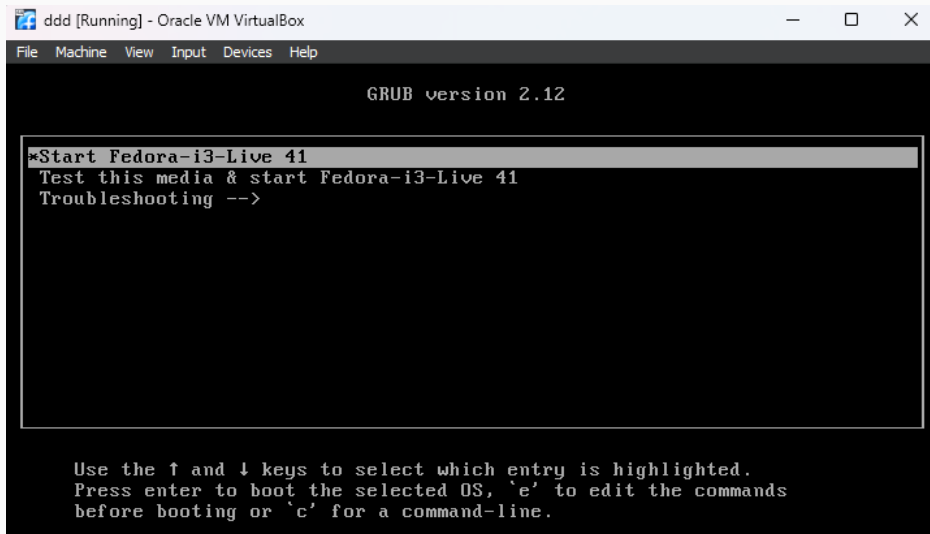 ddd [Running] - Oracle VM VirtualBox
File Machine View Input Devices Help
GRUB version 2.12
*Start Fedora-i3-Live 41
Test this media & start Fedora-i3-Live 41
Troubleshooting -->
Use the ↑ and ↓ keys to select which entry is highlighted.
Press enter to boot the selected OS, `e' to edit the commands
before booting or `c' for a command-line.